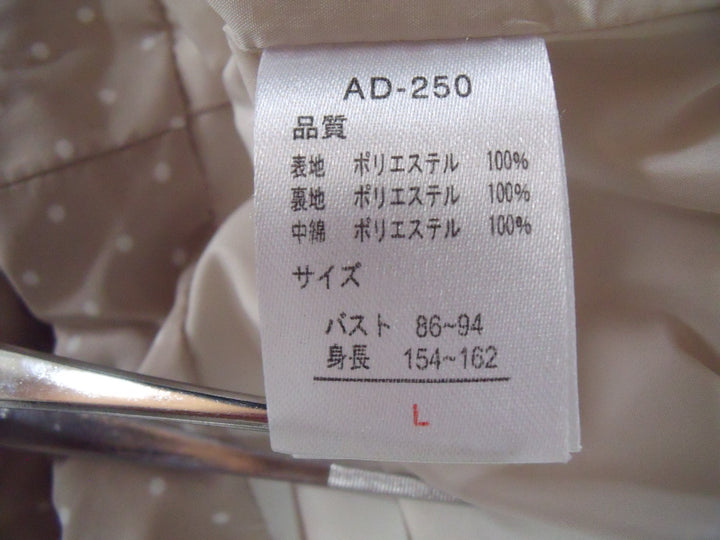 AD-250
品質
表地 ポリエステル 100%
裏地 ポリエステル 100%
中綿 ポリエステル 100%
サイズ
バスト 86~94
身長 154~162
L